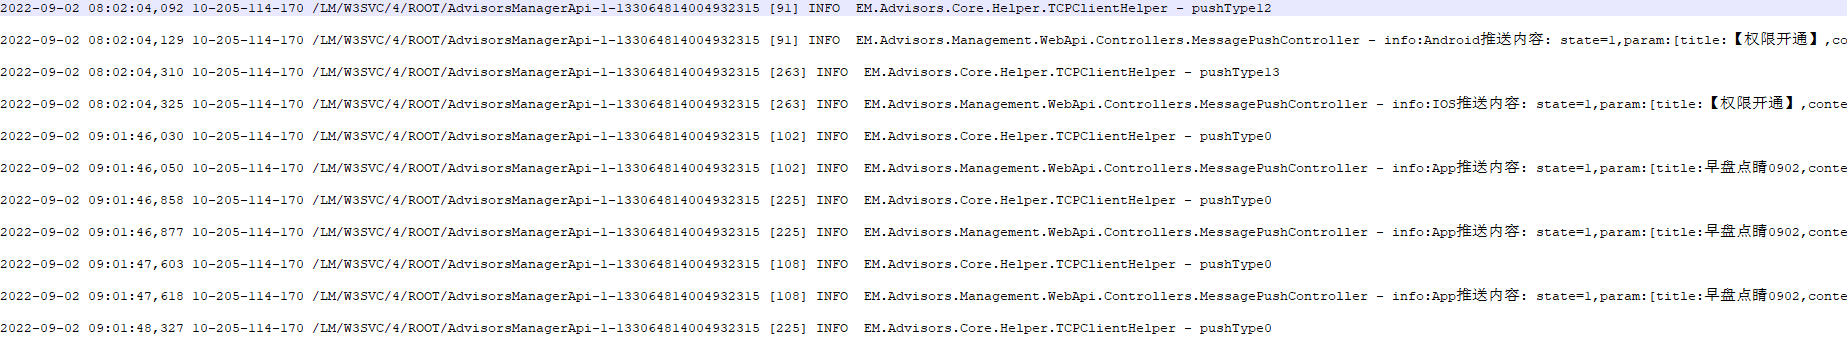 2022-09-02 08:02:04,092 10-205-114-170 /LM/W3SVC/4/ROOT/AdvisorsManagerApi-1-133064814004932315 [91] INFO  EM.Advisors.Core.Helper.TCPClientHelper - pushType12
2022-09-02 08:02:04,129 10-205-114-170 /LM/W3SVC/4/ROOT/AdvisorsManagerApi-1-133064814004932315 [91] INFO  EM.Advisors.Management.WebApi.Controllers.MessagePushController - info:Android推送内容: state=1,param:[title:【权限开通】,co
2022-09-02 08:02:04,310 10-205-114-170 /LM/W3SVC/4/ROOT/AdvisorsManagerApi-1-133064814004932315 [263] INFO  EM.Advisors.Core.Helper.TCPClientHelper - pushType13
2022-09-02 08:02:04,325 10-205-114-170 /LM/W3SVC/4/ROOT/AdvisorsManagerApi-1-133064814004932315 [263] INFO  EM.Advisors.Management.WebApi.Controllers.MessagePushController - info:IOS推送内容: state=1,param:[title:【权限开通】,conte
2022-09-02 09:01:46,030 10-205-114-170 /LM/W3SVC/4/ROOT/AdvisorsManagerApi-1-133064814004932315 [102] INFO  EM.Advisors.Core.Helper.TCPClientHelper - pushType0
2022-09-02 09:01:46,050 10-205-114-170 /LM/W3SVC/4/ROOT/AdvisorsManagerApi-1-133064814004932315 [102] INFO  EM.Advisors.Management.WebApi.Controllers.MessagePushController - info:App推送内容: state=1,param:[title:早盘点睛0902,conte
2022-09-02 09:01:46,858 10-205-114-170 /LM/W3SVC/4/ROOT/AdvisorsManagerApi-1-133064814004932315 [225] INFO  EM.Advisors.Core.Helper.TCPClientHelper - pushType0
2022-09-02 09:01:46,877 10-205-114-170 /LM/W3SVC/4/ROOT/AdvisorsManagerApi-1-133064814004932315 [225] INFO  EM.Advisors.Management.WebApi.Controllers.MessagePushController - info:App推送内容: state=1,param:[title:早盘点睛0902,conte
2022-09-02 09:01:47,603 10-205-114-170 /LM/W3SVC/4/ROOT/AdvisorsManagerApi-1-133064814004932315 [108] INFO  EM.Advisors.Core.Helper.TCPClientHelper - pushType0
2022-09-02 09:01:47,618 10-205-114-170 /LM/W3SVC/4/ROOT/AdvisorsManagerApi-1-133064814004932315 [108] INFO  EM.Advisors.Management.WebApi.Controllers.MessagePushController - info:App推送内容: state=1,param:[title:早盘点睛0902,conte
2022-09-02 09:01:48,327 10-205-114-170 /LM/W3SVC/4/ROOT/AdvisorsManagerApi-1-133064814004932315 [225] INFO  EM.Advisors.Core.Helper.TCPClientHelper - pushType0